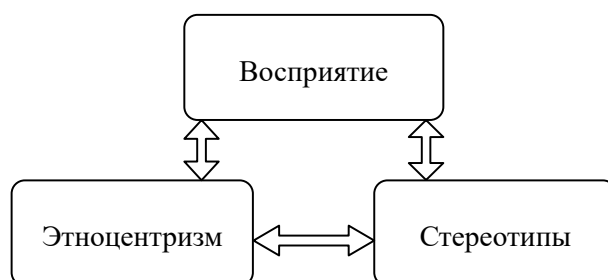 Восприятие
Этноцентризм
Стереотипы